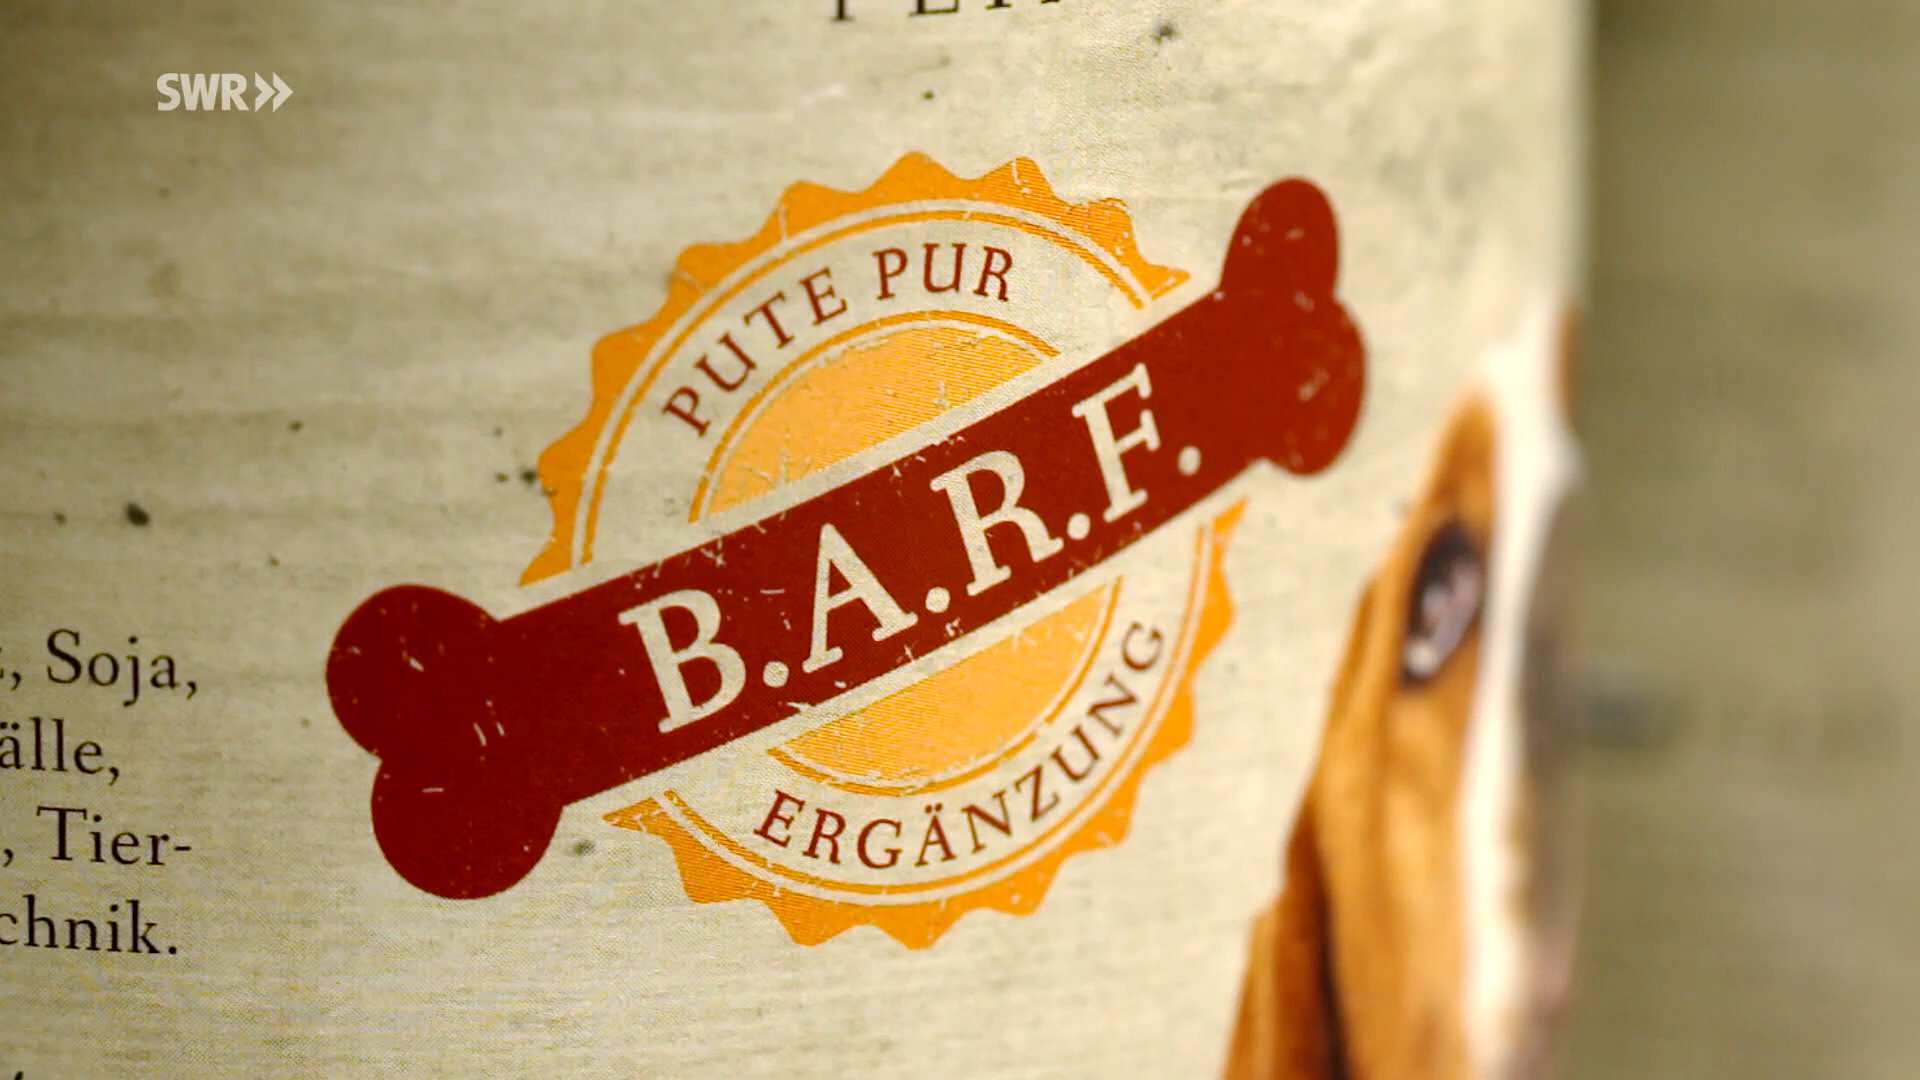 SWR
PUTE PUR
B.A.R.F.
ERGÄNZUNG
, Soja,
älle,
, Tier-
chnik.